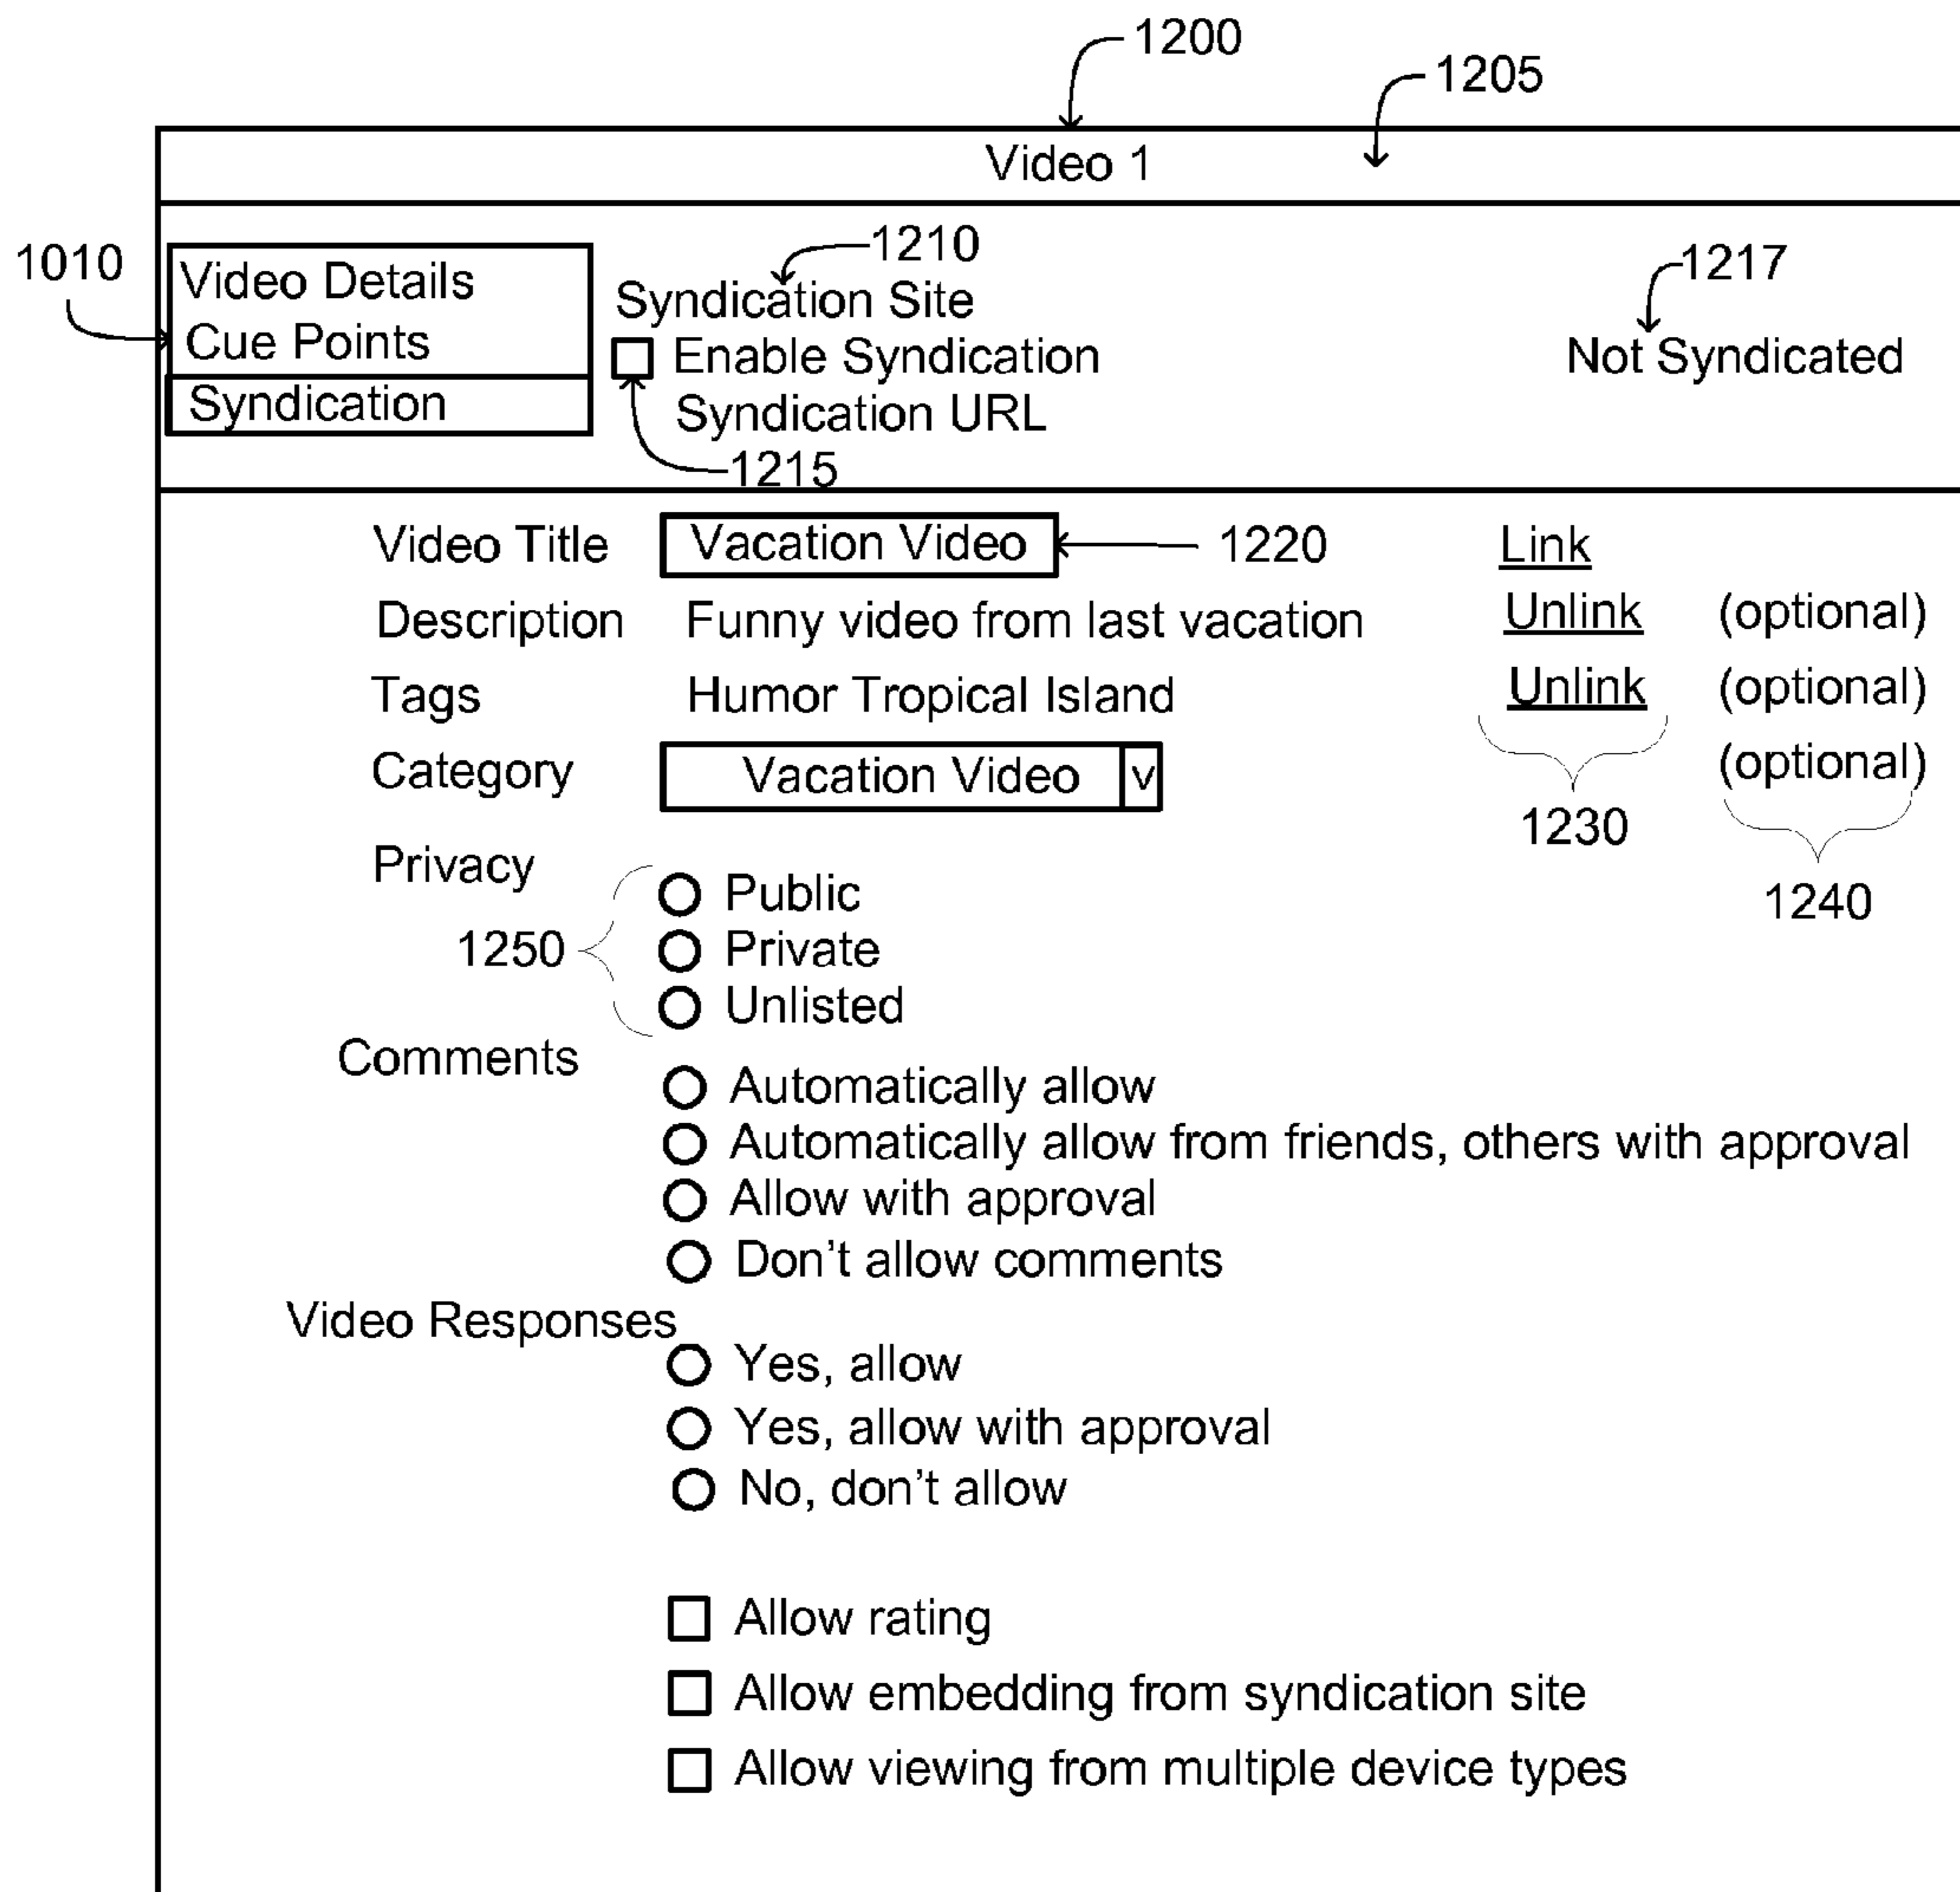 1200
1205
Video 1
1010
Video Details
Cue Points
Syndication
1210
Syndication Site
Enable Syndication
Syndication URL
1215
1217
Not Syndicated
Video Title Vacation Video 1220 Link
Description Funny video from last vacation Unlink (optional)
Tags Humor Tropical Island Unlink (optional)
Category Vacation Video v (optional)
1230
1240
Privacy
1250
Public
Private
Unlisted
Comments
Automatically allow
Automatically allow from friends, others with approval
Allow with approval
Don't allow comments
Video Responses
Yes, allow
Yes, allow with approval
No, don't allow
Allow rating
Allow embedding from syndication site
Allow viewing from multiple device types